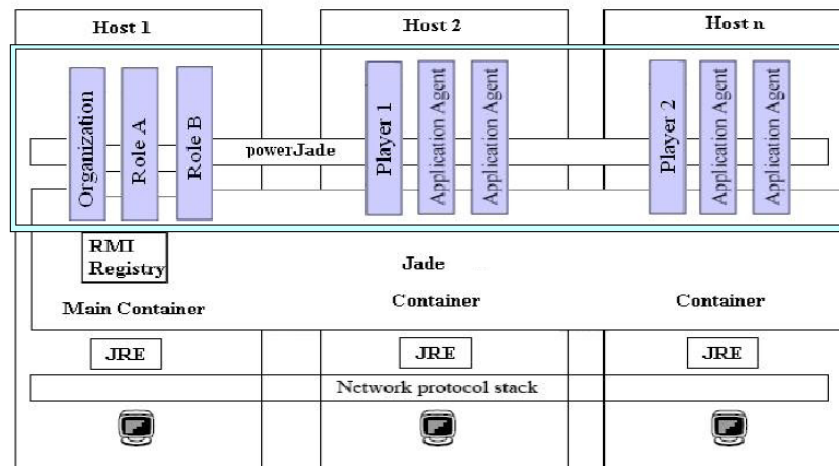 Host 1
Host 2
Host n
Organization
Role A
Role B
powerJade
Player 1
Application Agent
Application Agent
Player 2
Application Agent
Application Agent
RMI
Registry
Jade
Main Container
Container
Container
JRE
JRE
JRE
Network protocol stack